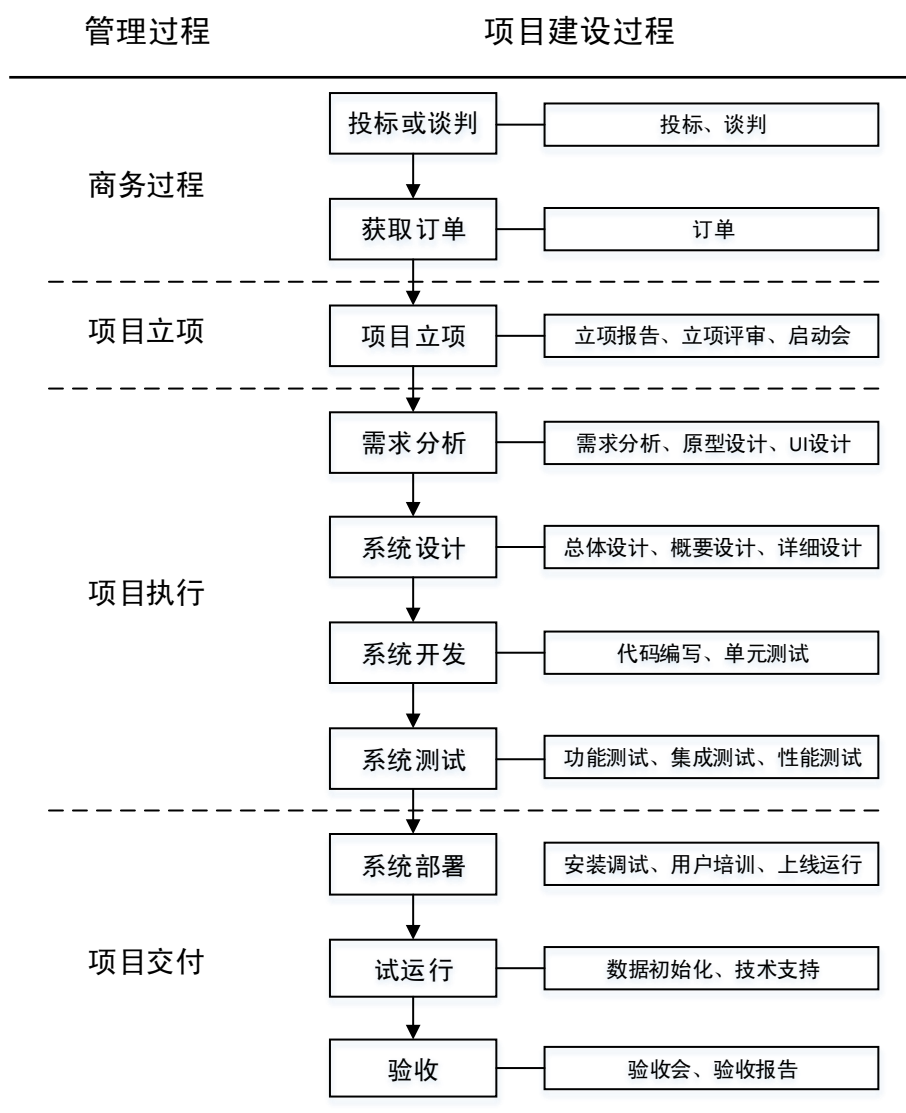 管理过程
项目建设过程
商务过程
投标或谈判
投标、谈判
获取订单
订单
项目立项
项目立项
立项报告、立项评审、启动会
项目执行
需求分析
需求分析、原型设计、UI设计
系统设计
总体设计、概要设计、详细设计
系统开发
代码编写、单元测试
系统测试
功能测试、集成测试、性能测试
项目交付
系统部署
安装调试、用户培训、上线运行
试运行
数据初始化、技术支持
验收
验收会、验收报告